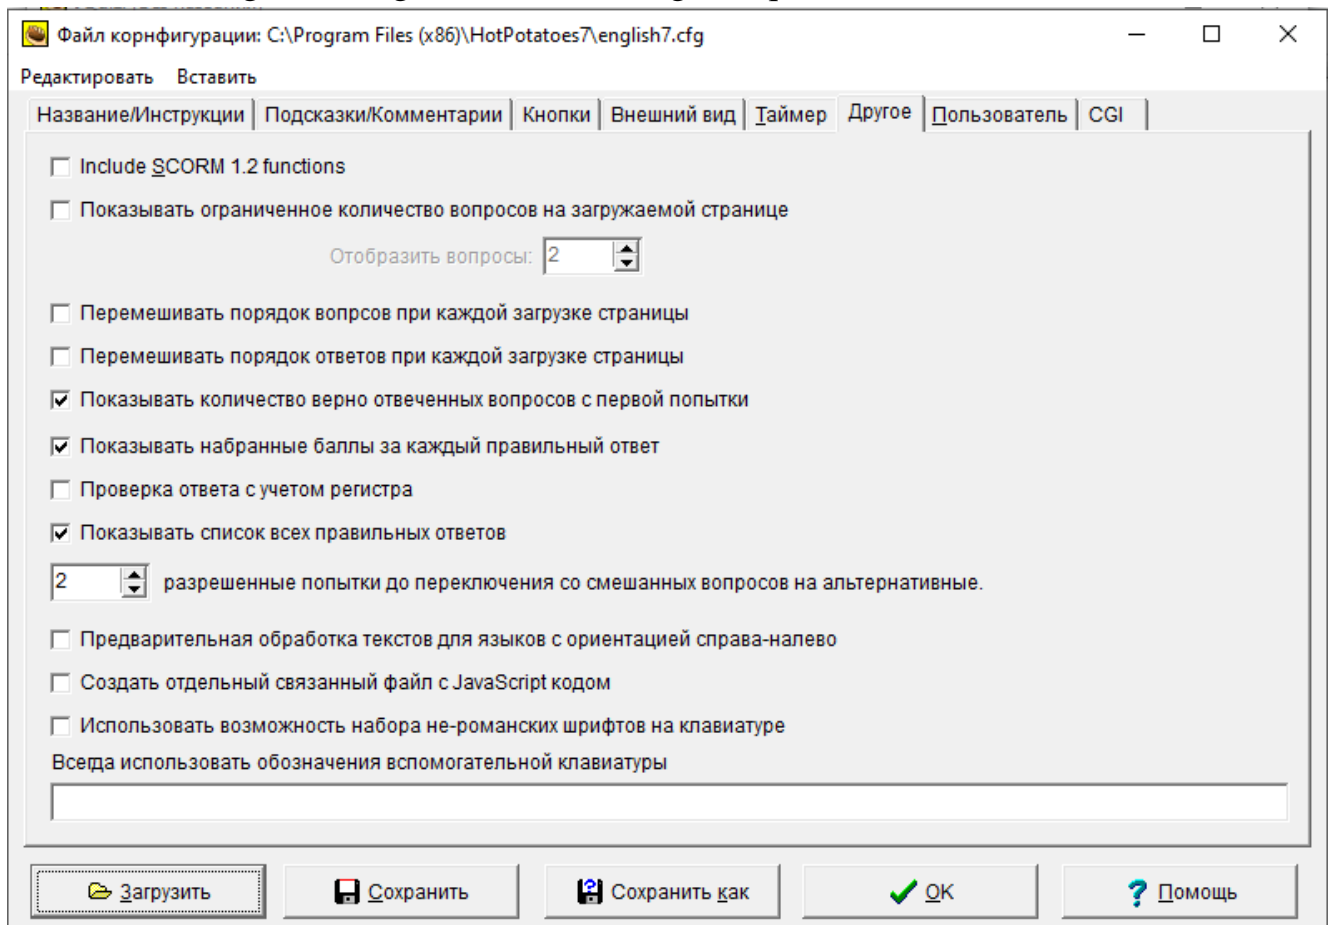 Файл корнфигурации: C:\Program Files (x86)\HotPotatoes7\english7.cfg
Редактировать Вставить
Название/Инструкции Подсказки/Комментарии Кнопки Внешний вид Таймер Другое Пользователь CGI
Include SCORM 1.2 functions
Показывать ограниченное количество вопросов на загружаемой странице
Отобразить вопросы: 2
Перемешивать порядок вопрсов при каждой загрузке страницы
Перемешивать порядок ответов при каждой загрузке страницы
Показывать количество верно отвеченных вопросов с первой попытки
Показывать набранные баллы за каждый правильный ответ
Проверка ответа с учетом регистра
Показывать список всех правильных ответов
2 разрешенные попытки до переключения со смешанных вопросов на альтернативные.
Предварительная обработка текстов для языков с ориентацией справа-налево
Создать отдельный связанный файл с JavaScript кодом
Использовать возможность набора не-романских шрифтов на клавиатуре
Всегда использовать обозначения вспомогательной клавиатуры
Загрузить Сохранить Сохранить как OK Помощь